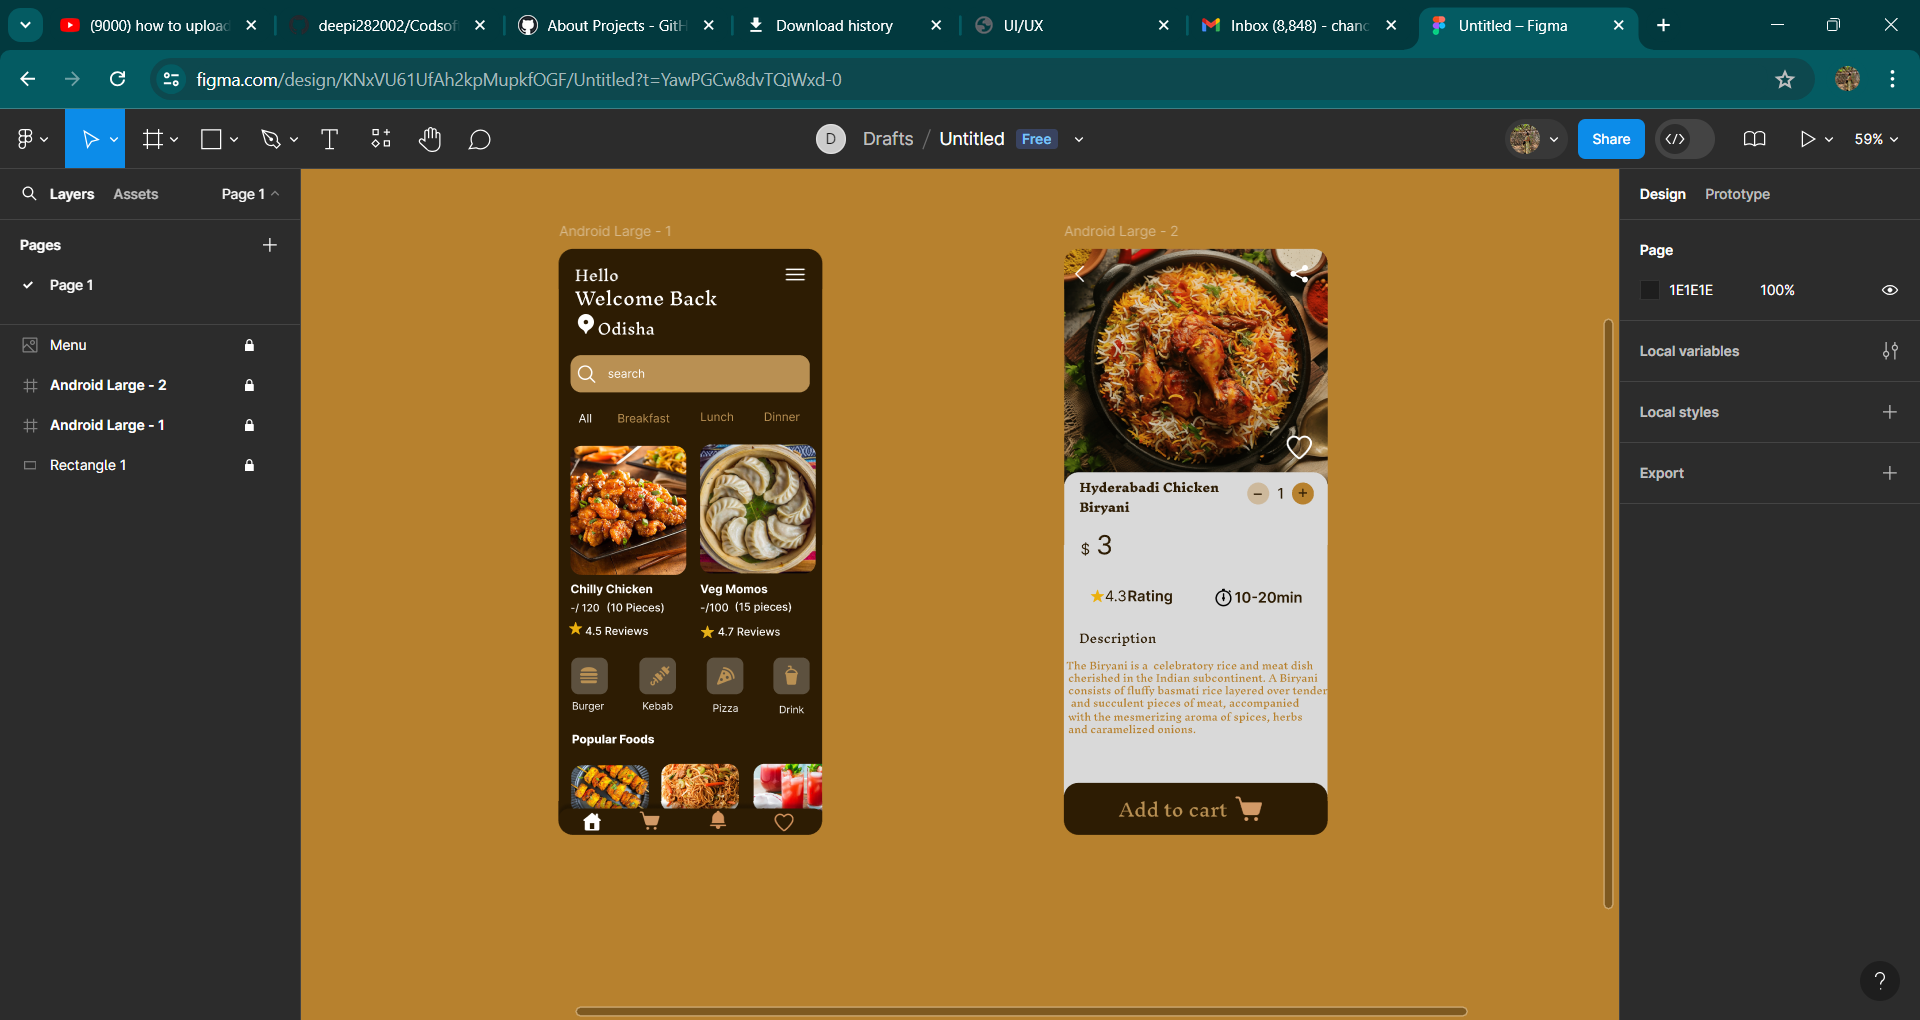 (9000) how to upload
deepi282002/Codsof
About Projects - GitH
Download history
UI/UX
Inbox (8,848) - chanc
Untitled – Figma
figma.com/design/KNxVU61UfAh2kpMupkfOGF/Untitled?t=YawPGCw8dvTQiWxd-0
D Drafts / Untitled Free
Share
59%
Layers Assets Page 1
Pages
Page 1
Menu
Android Large - 2
Android Large - 1
Rectangle 1
Android Large - 1
Hello
Welcome Back
Odisha
search
All Breakfast Lunch Dinner
Chilly Chicken
-/ 120 (10 Pieces)
4.5 Reviews
Veg Momos
-/100 (15 pieces)
4.7 Reviews
Burger Kebab Pizza Drink
Popular Foods
Android Large - 2
Hyderabadi Chicken
Biryani
− 1 +
$ 3
4.3Rating
10-20min
Description
The Biryani is a celebratory rice and meat dish
cherished in the Indian subcontinent. A Biryani
consists of fluffy basmati rice layered over tender
and succulent pieces of meat, accompanied
with the mesmerizing aroma of spices, herbs
and caramelized onions.
Add to cart
Design Prototype
Page
1E1E1E 100%
Local variables
Local styles
Export
?